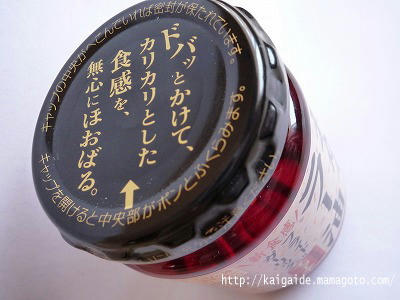 ドバッとかけて、
カリカリとした
食感を、
無心にほおばる。
キャップの中央がへこんでいれば密封が保たれています。
キャップを開けると中央部がポンとふくらみます。
http://kaigaide.mamagoto.com/